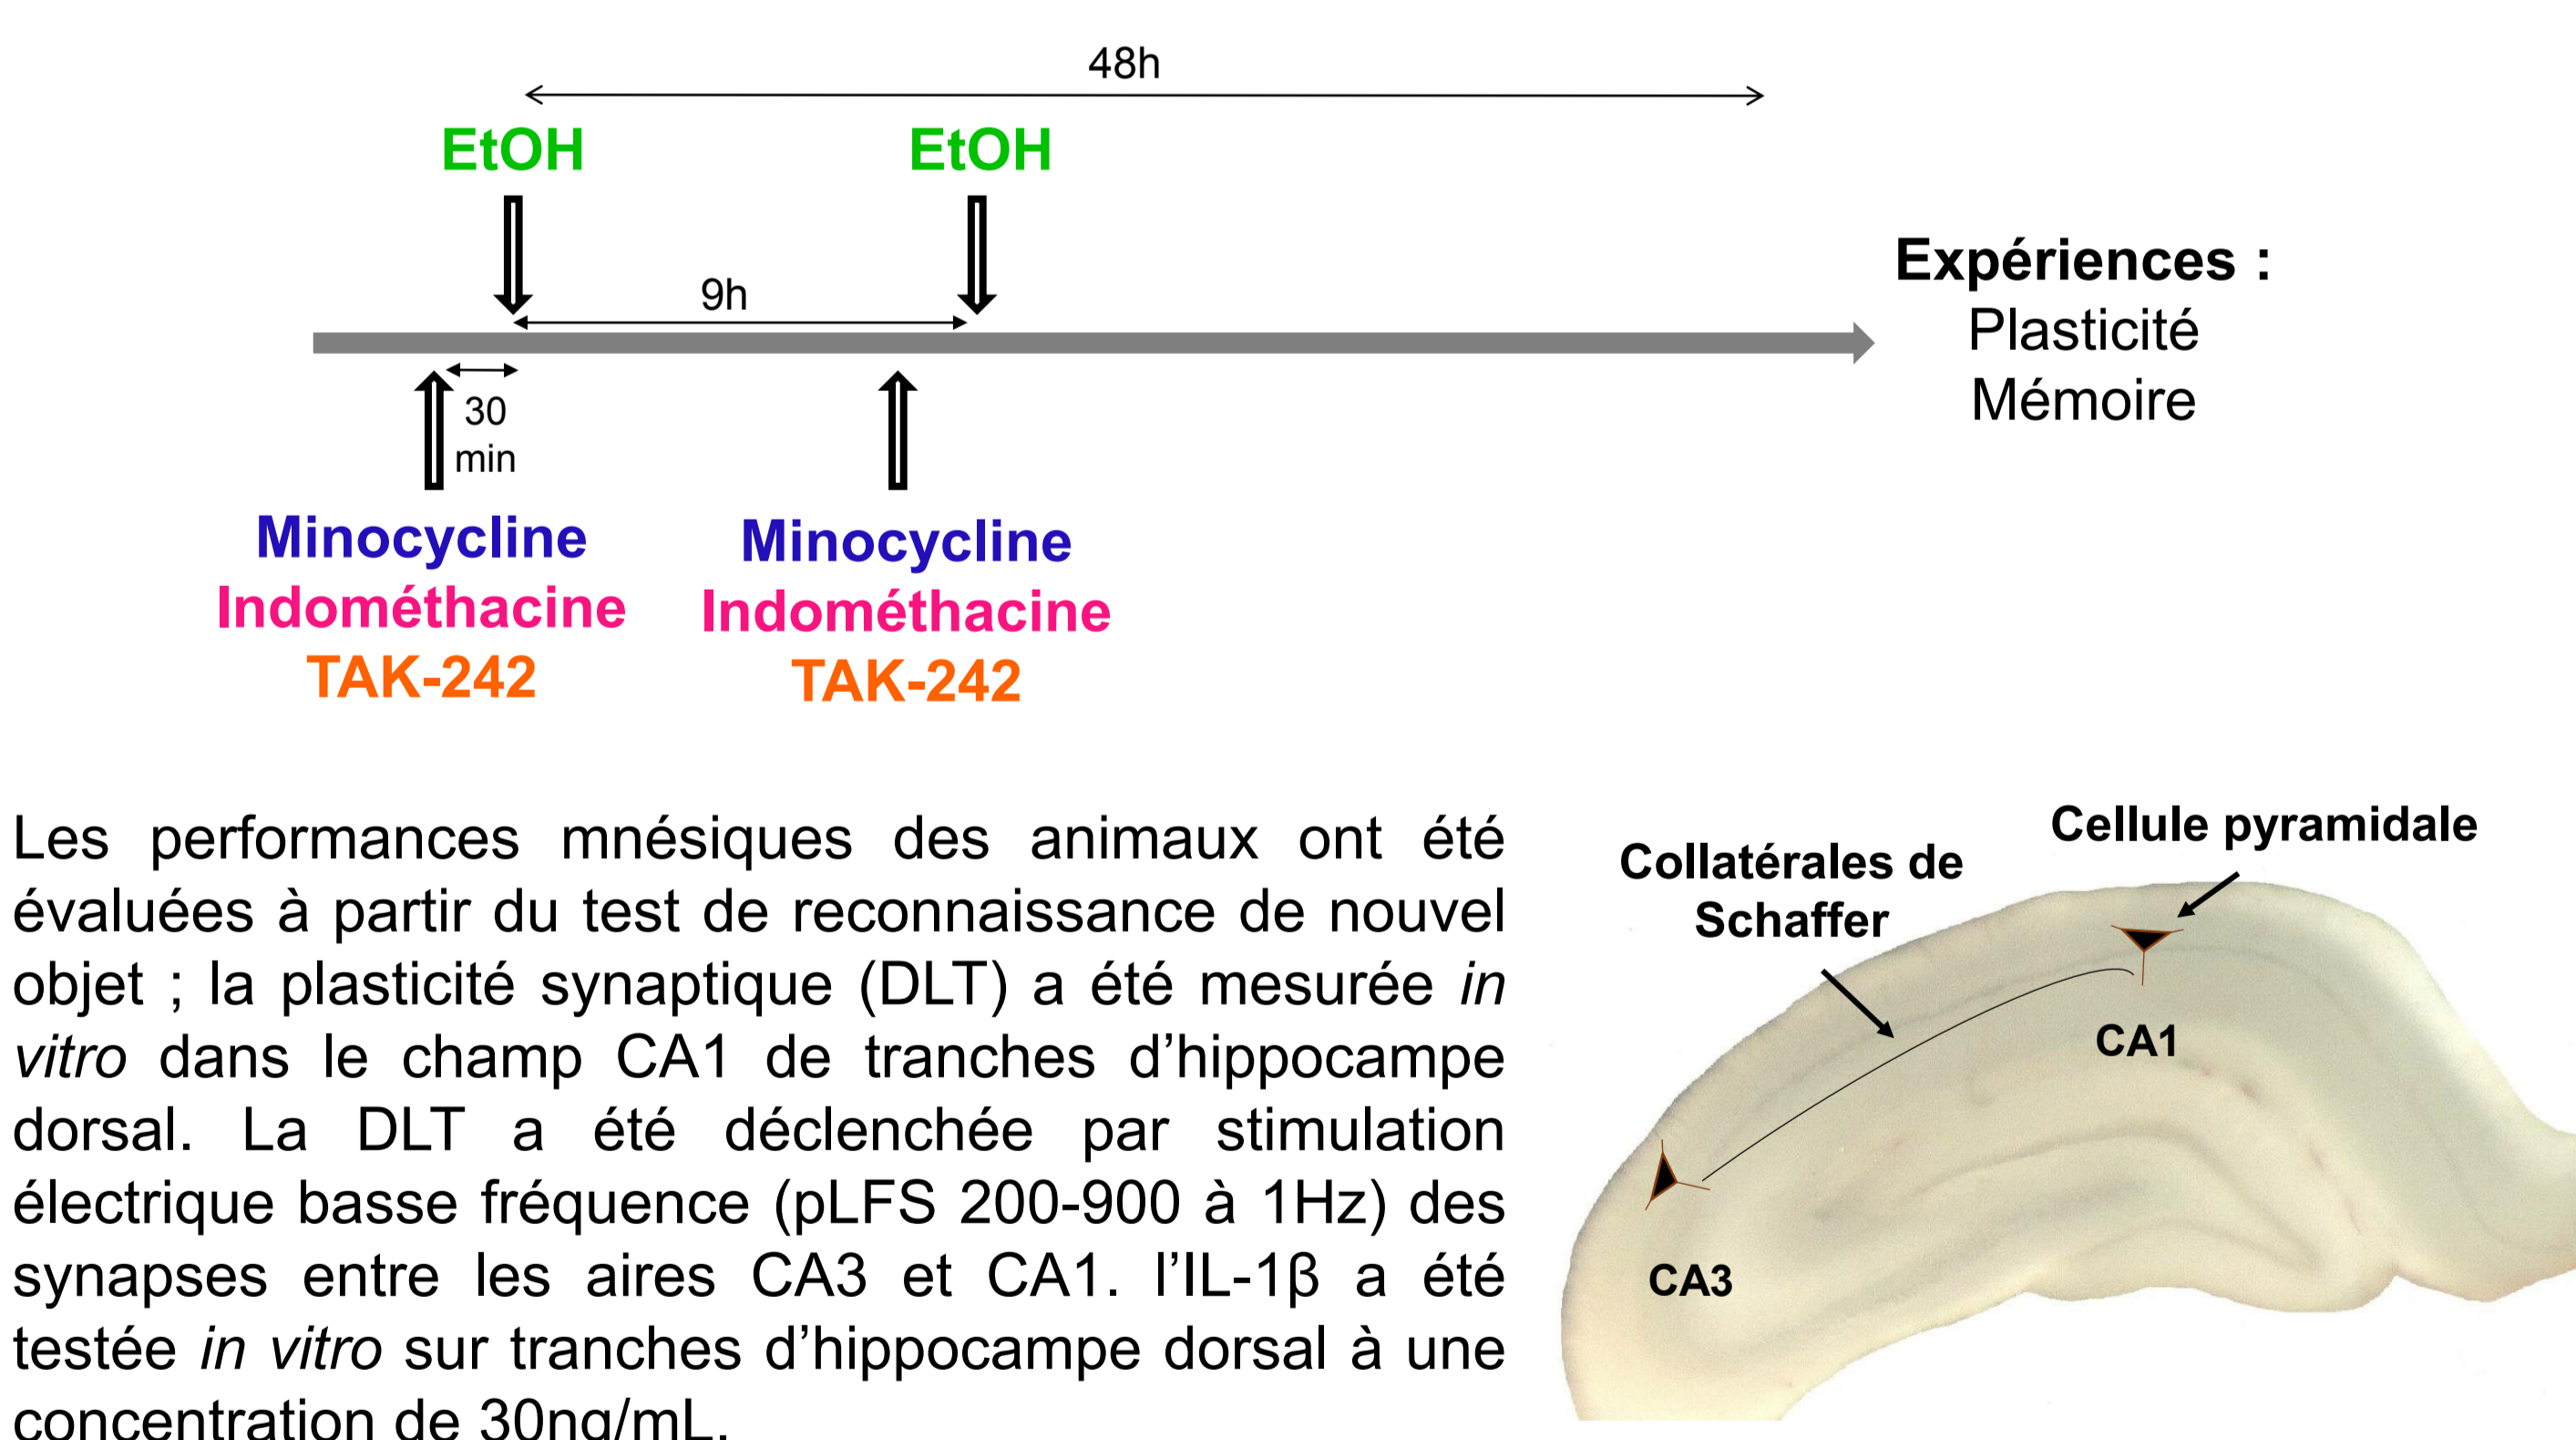 48h
EtOH
EtOH
9h
30
min
Minocycline
Indométhacine
TAK-242
Minocycline
Indométhacine
TAK-242
Expériences :
Plasticité
Mémoire
Les performances mnésiques des animaux ont été
évaluées à partir du test de reconnaissance de nouvel
objet ; la plasticité synaptique (DLT) a été mesurée in
vitro dans le champ CA1 de tranches d’hippocampe
dorsal. La DLT a été déclenchée par stimulation
électrique basse fréquence (pLFS 200-900 à 1Hz) des
synapses entre les aires CA3 et CA1. l’IL-1β a été
testée in vitro sur tranches d’hippocampe dorsal à une
concentration de 30ng/mL.
Collatérales de
Schaffer
Cellule pyramidale
CA1
CA3